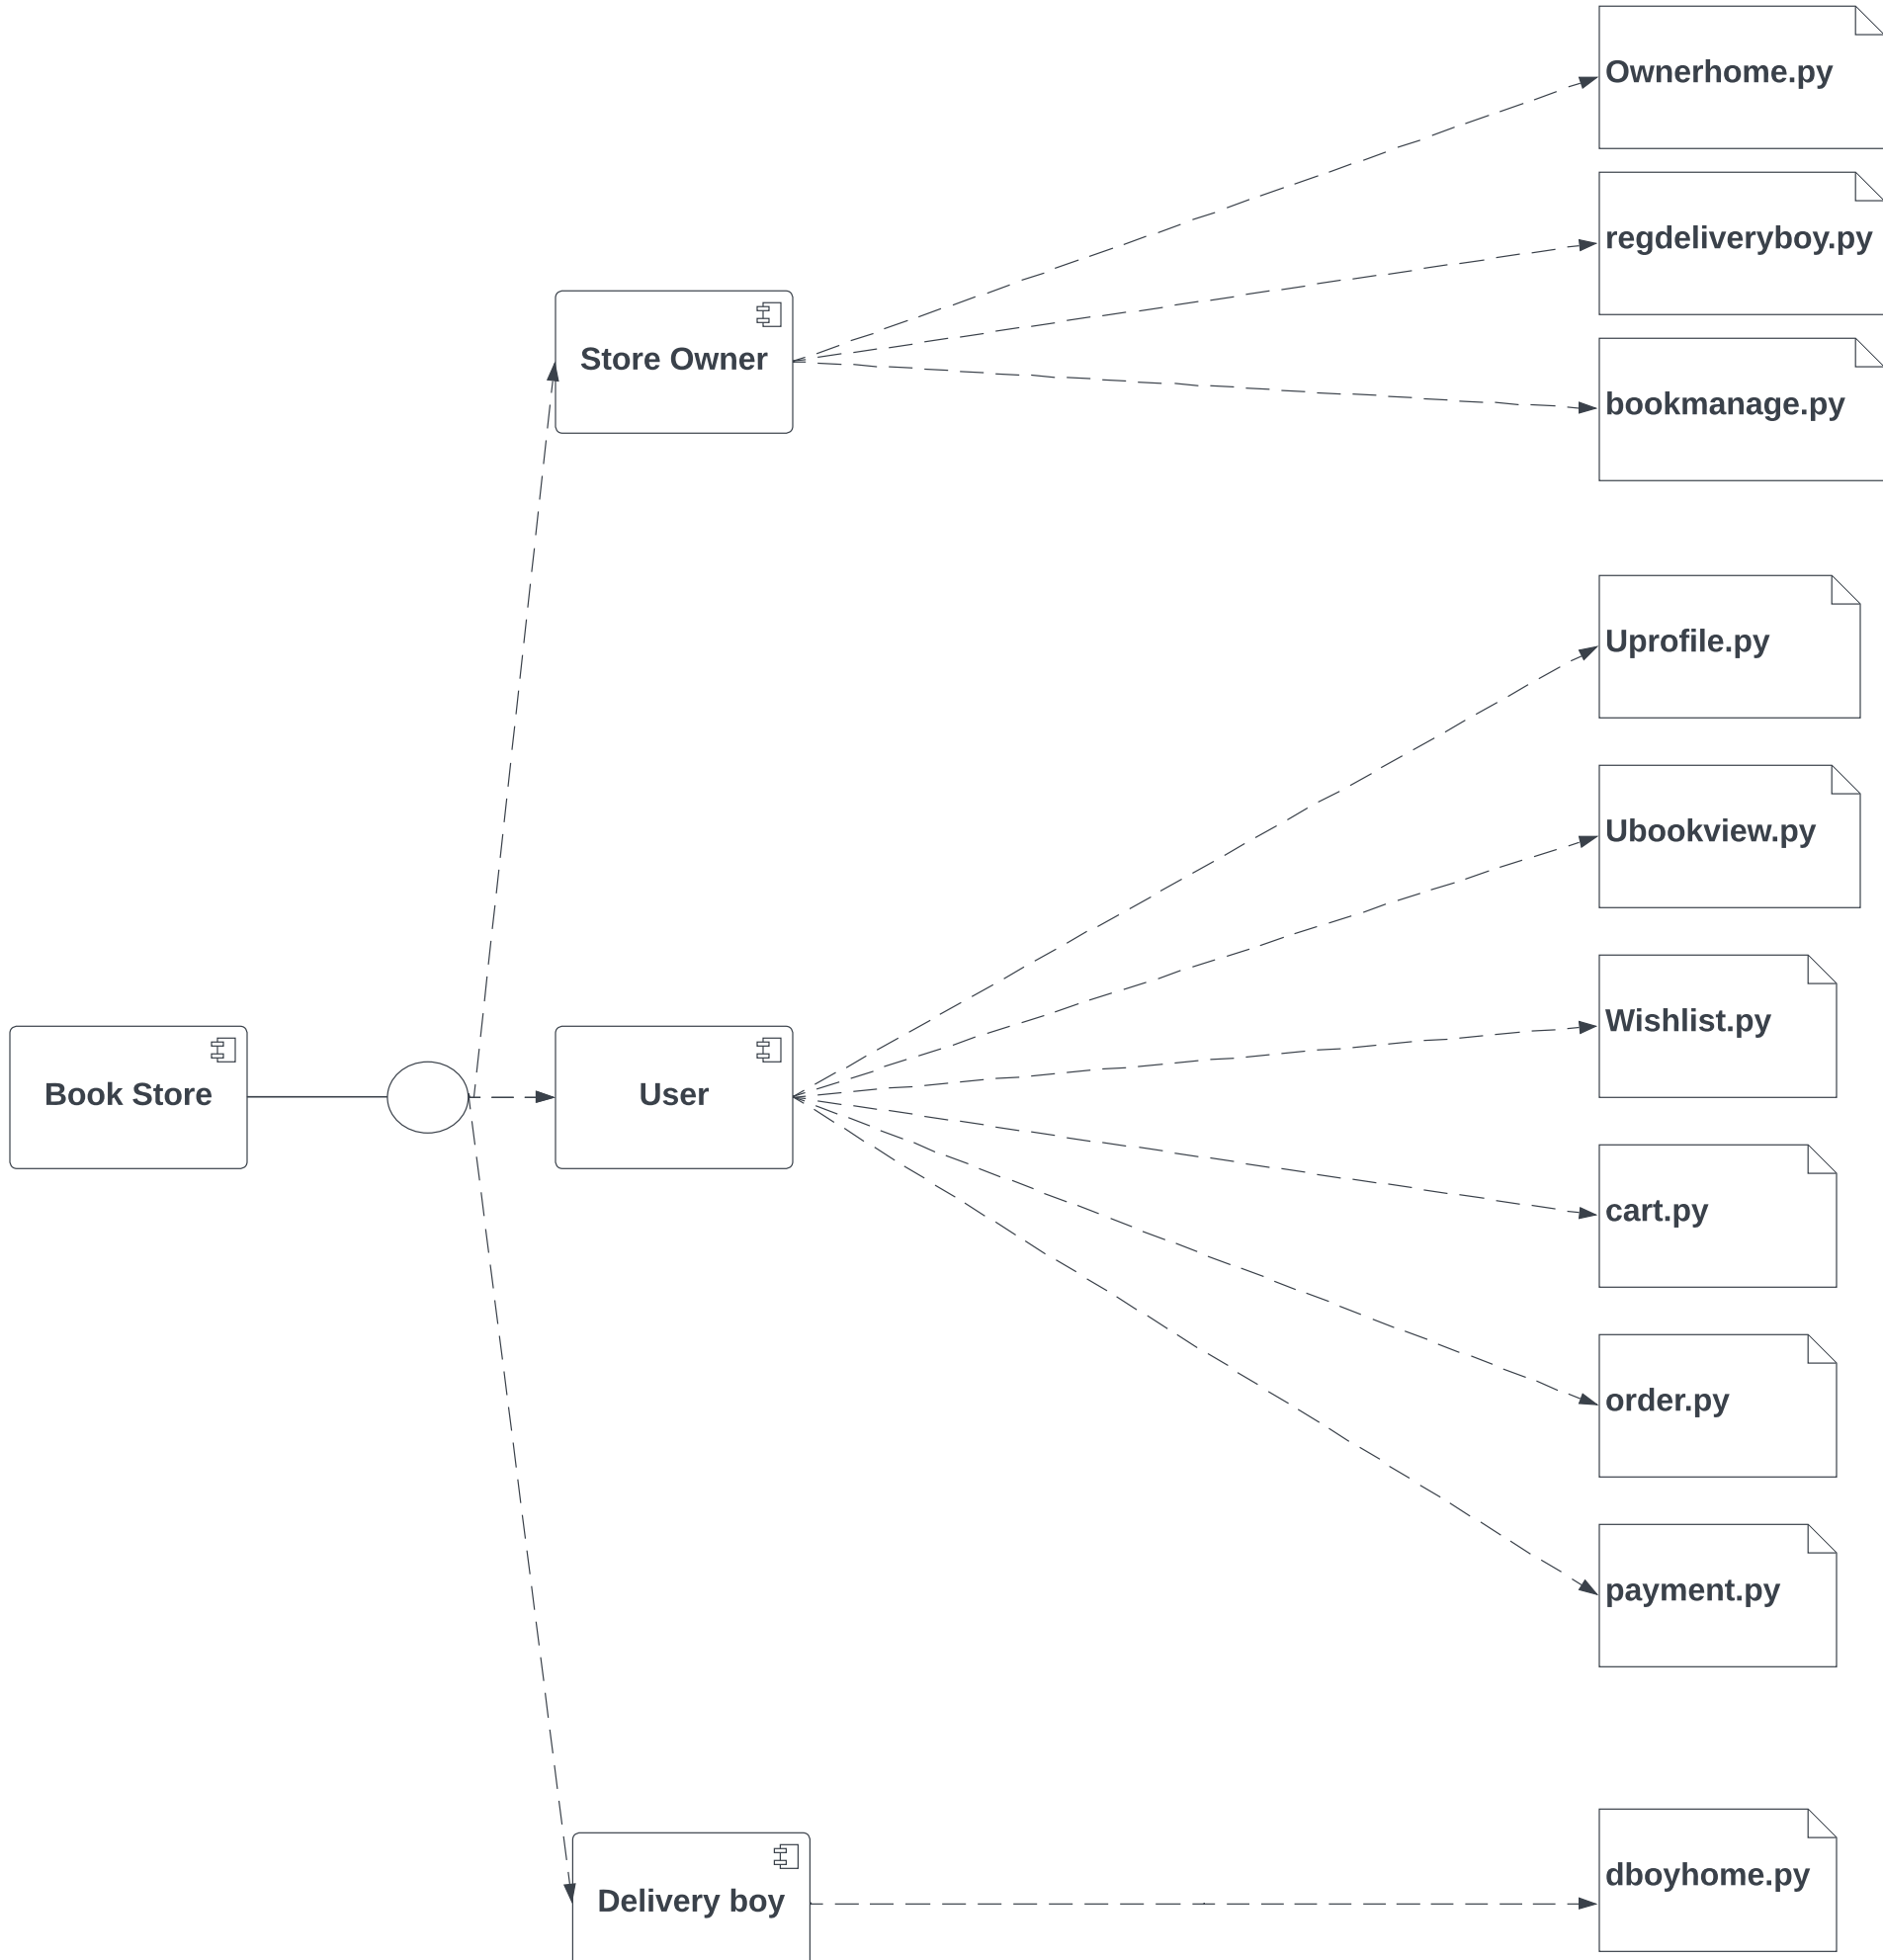 Ownerhome.py
regdeliveryboy.py
Store Owner
bookmanage.py
Uprofile.py
Ubookview.py
Wishlist.py
Book Store
User
cart.py
order.py
payment.py
dboyhome.py
Delivery boy